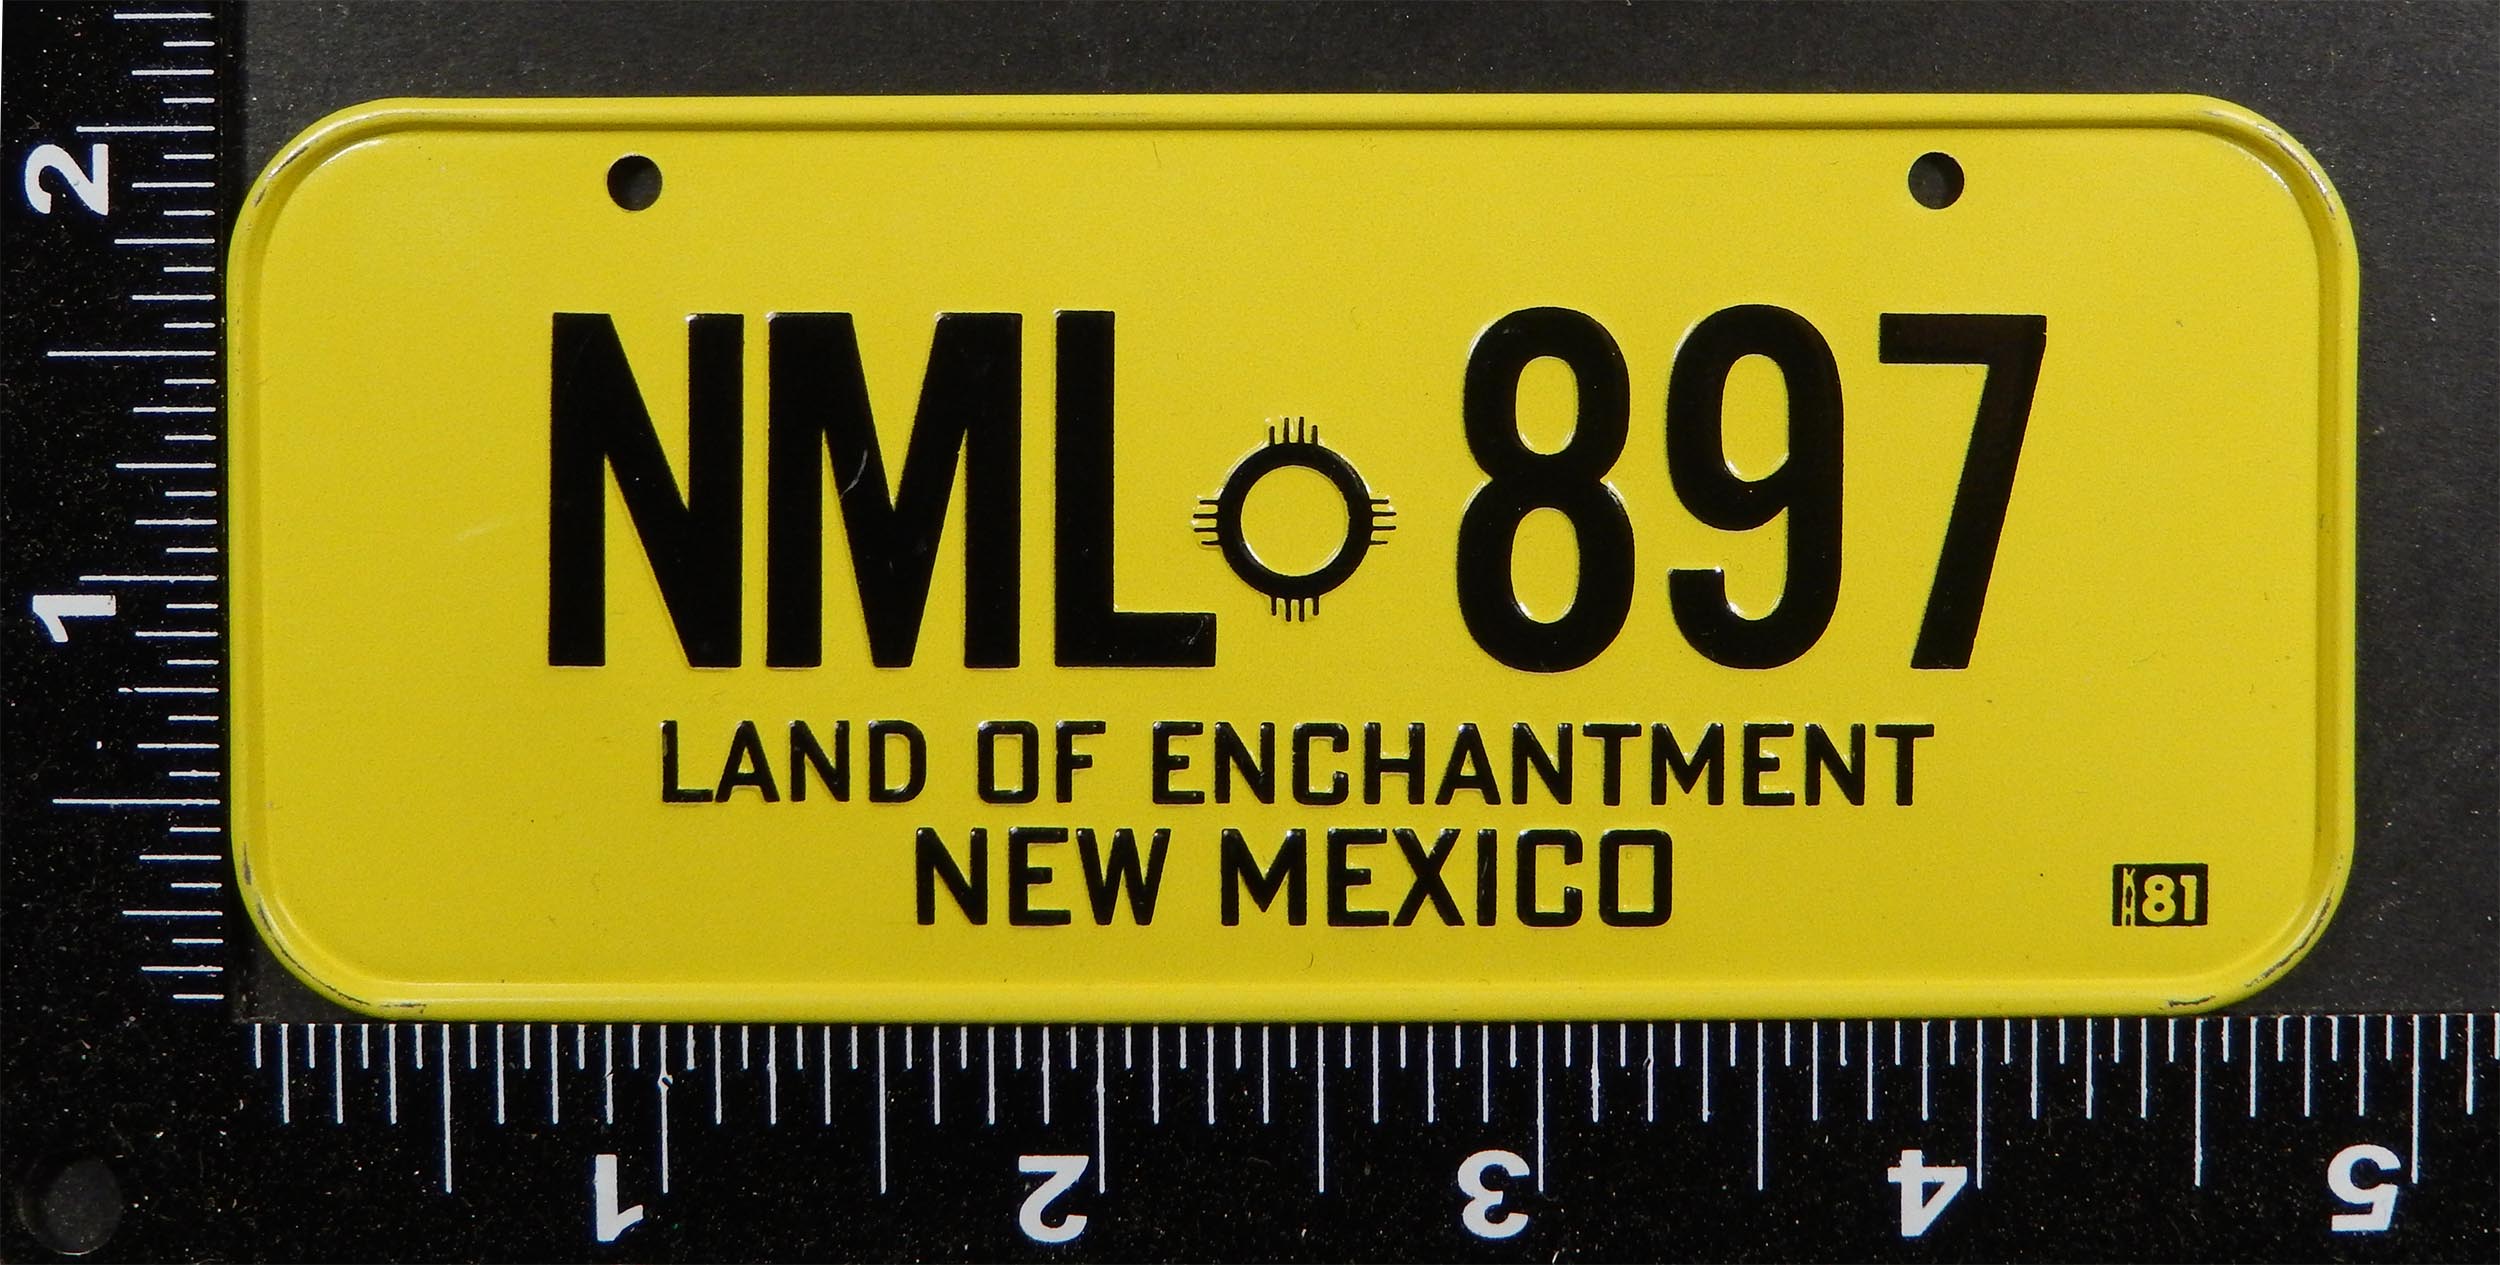 NML 897
LAND OF ENCHANTMENT
NEW MEXICO
81
2
1
1 2 3 4 5